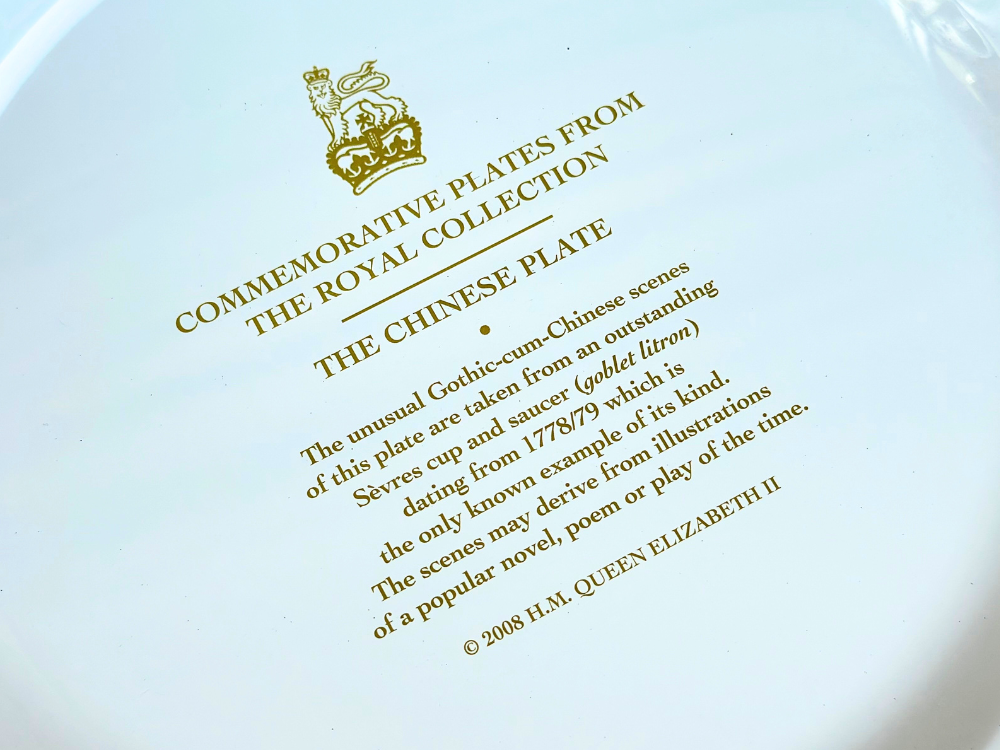 COMMEMORATIVE PLATES FROM
THE ROYAL COLLECTION
THE CHINESE PLATE
The unusual Gothic-cum-Chinese scenes
of this plate are taken from an outstanding
Sèvres cup and saucer (goblet litron)
dating from 1778/79 which is
the only known example of its kind.
The scenes may derive from illustrations
of a popular novel, poem or play of the time.
© 2008 H.M. QUEEN ELIZABETH II